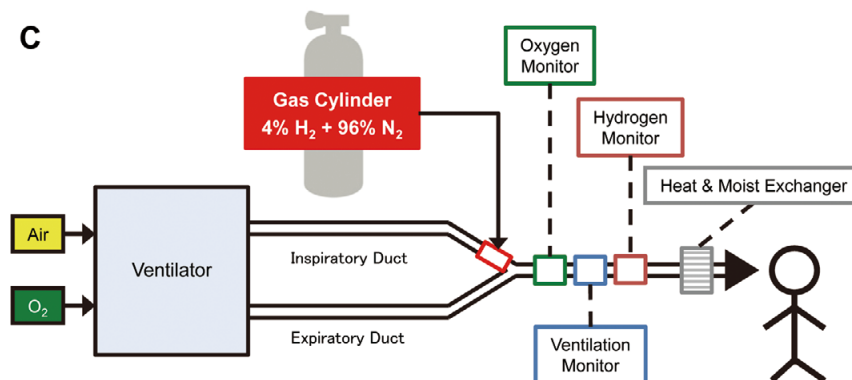 C
Gas Cylinder
4% H₂ + 96% N₂
Oxygen
Monitor
Hydrogen
Monitor
Heat & Moist Exchanger
Air
O₂
Ventilator
Inspiratory Duct
Expiratory Duct
Ventilation
Monitor